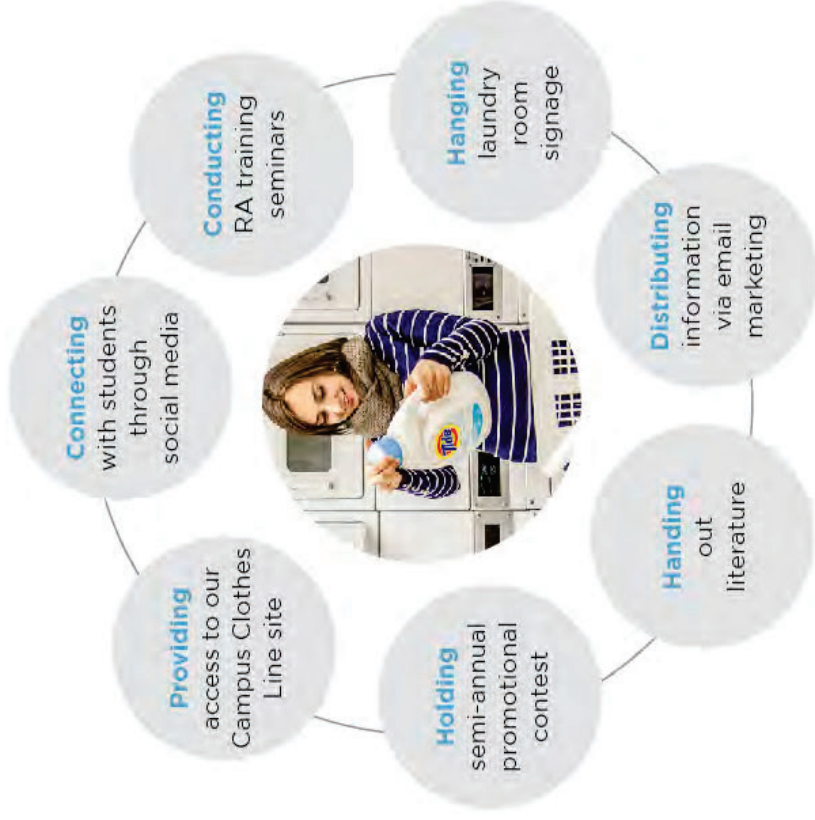 Connecting
with students
through
social media
Conducting
RA training
seminars
Hanging
laundry
room
signage
Distributing
information
via email
marketing
Handing
out
literature
Holding
semi-annual
promotional
contest
Providing
access to our
Campus Clothes
Line site